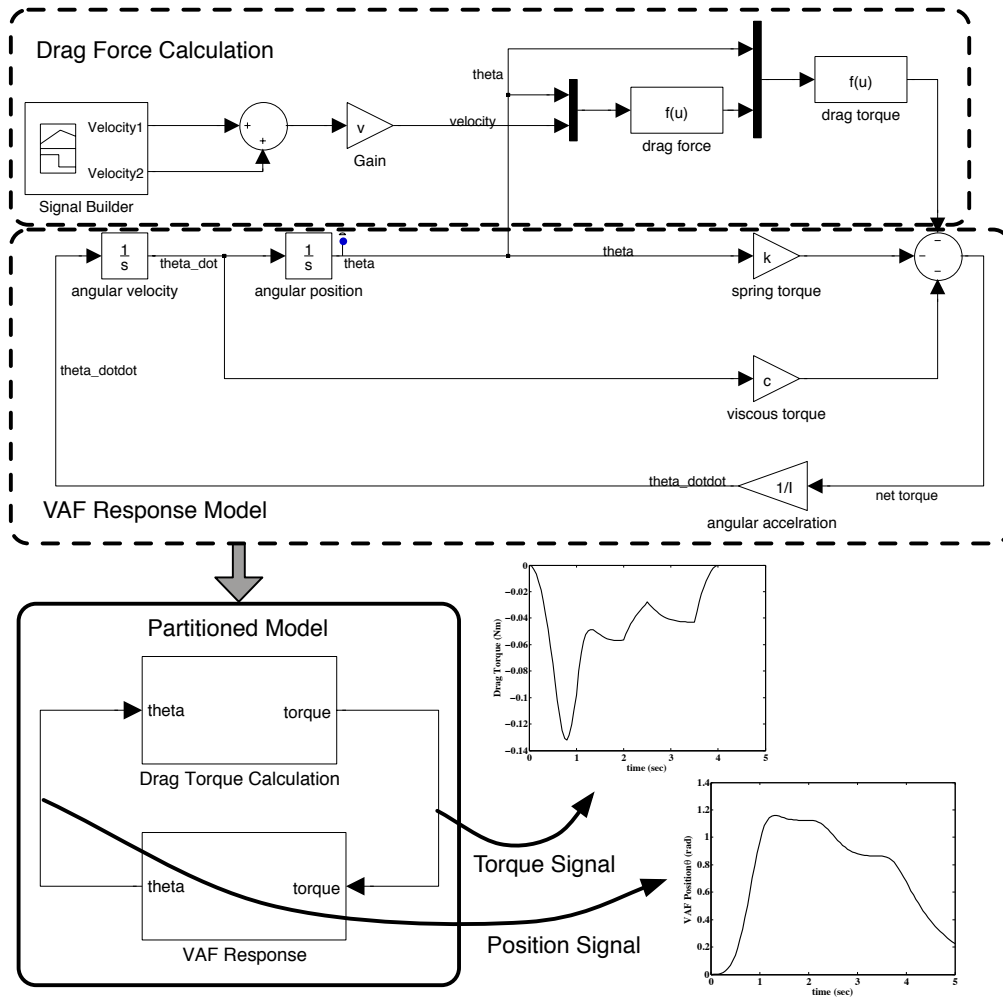 Drag Force Calculation
theta
f(u)
drag torque
Velocity1
+
+
v
Gain
velocity
f(u)
drag force
Velocity2
Signal Builder
1
s
angular velocity
theta_dot
1
s
angular position
theta
theta
k
spring torque
−
−
−
theta_dotdot
c
viscous torque
theta_dotdot
1/I
angular accelration
net torque
VAF Response Model
Partitioned Model
theta
torque
Drag Torque Calculation
theta
torque
VAF Response
Torque Signal
Position Signal
Drag Torque (Nm)
0
−0.02
−0.04
−0.06
−0.08
−0.1
−0.12
−0.14
0 1 2 3 4 5
time (sec)
VAF Positionθ (rad)
1.4
1.2
1
0.8
0.6
0.4
0.2
0
0 1 2 3 4 5
time (sec)